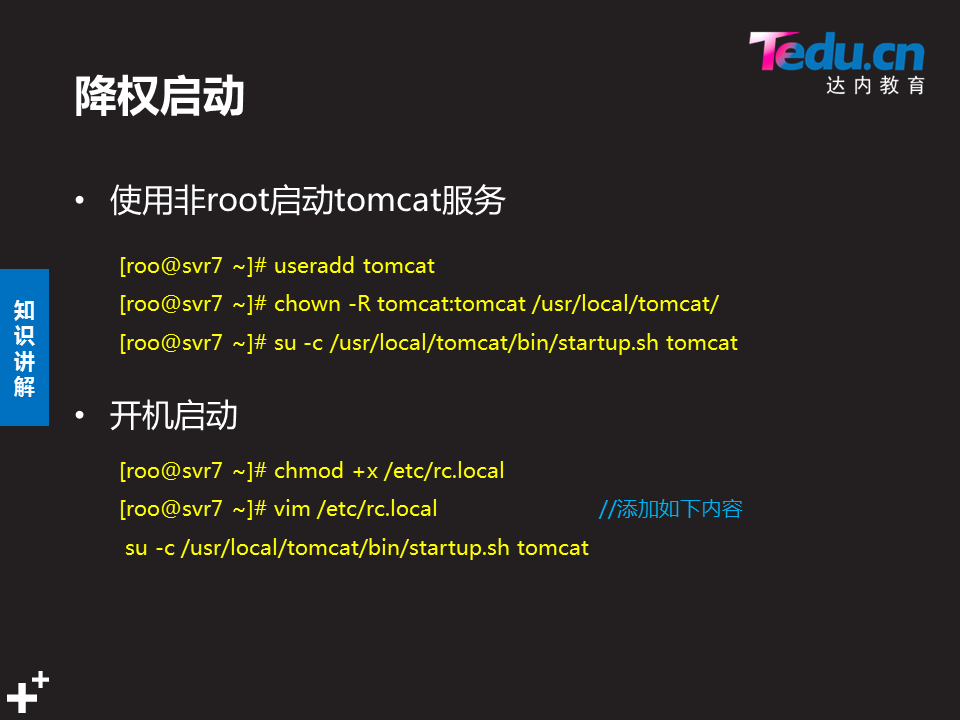 Tedu.cn
达内教育
降权启动
• 使用非root启动tomcat服务
[roo@svr7 ~]# useradd tomcat
[roo@svr7 ~]# chown -R tomcat:tomcat /usr/local/tomcat/
[roo@svr7 ~]# su -c /usr/local/tomcat/bin/startup.sh tomcat
知识讲解
• 开机启动
[roo@svr7 ~]# chmod +x /etc/rc.local
[roo@svr7 ~]# vim /etc/rc.local //添加如下内容
su -c /usr/local/tomcat/bin/startup.sh tomcat